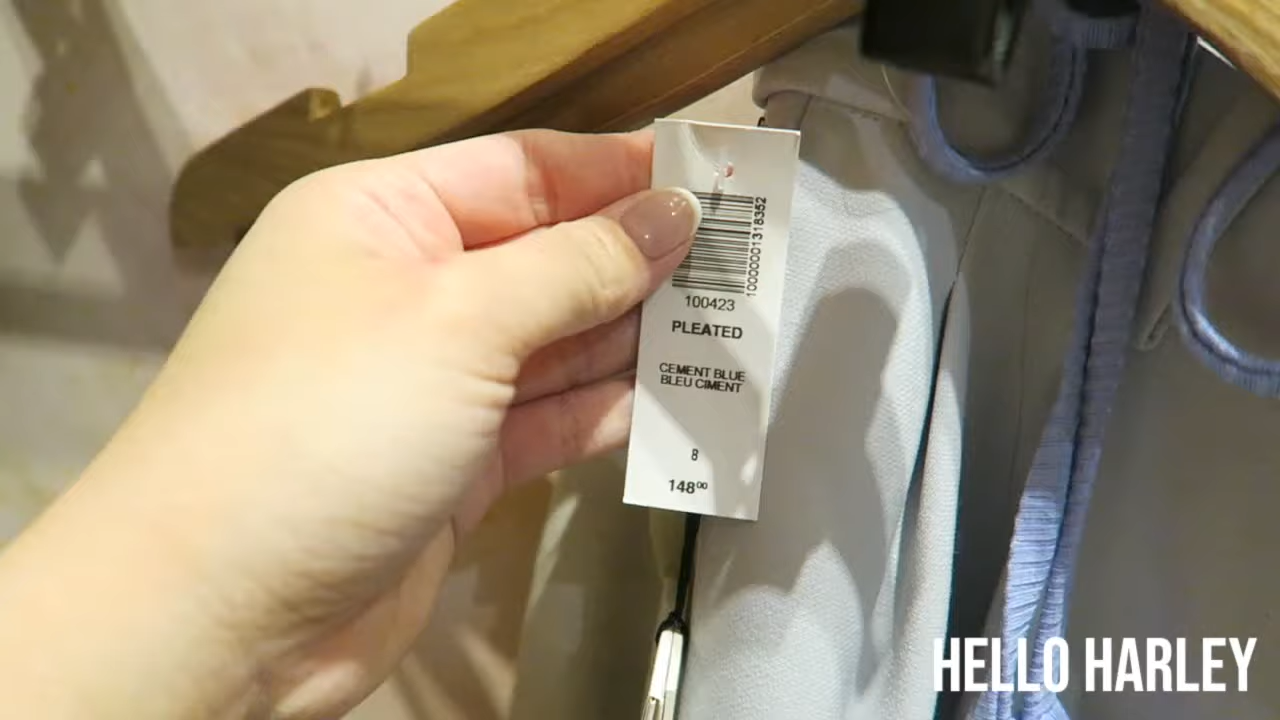 10000001318352
100423
PLEATED
CEMENT BLUE
BLEU CIMENT
8
148⁰⁰
HELLO HARLEY